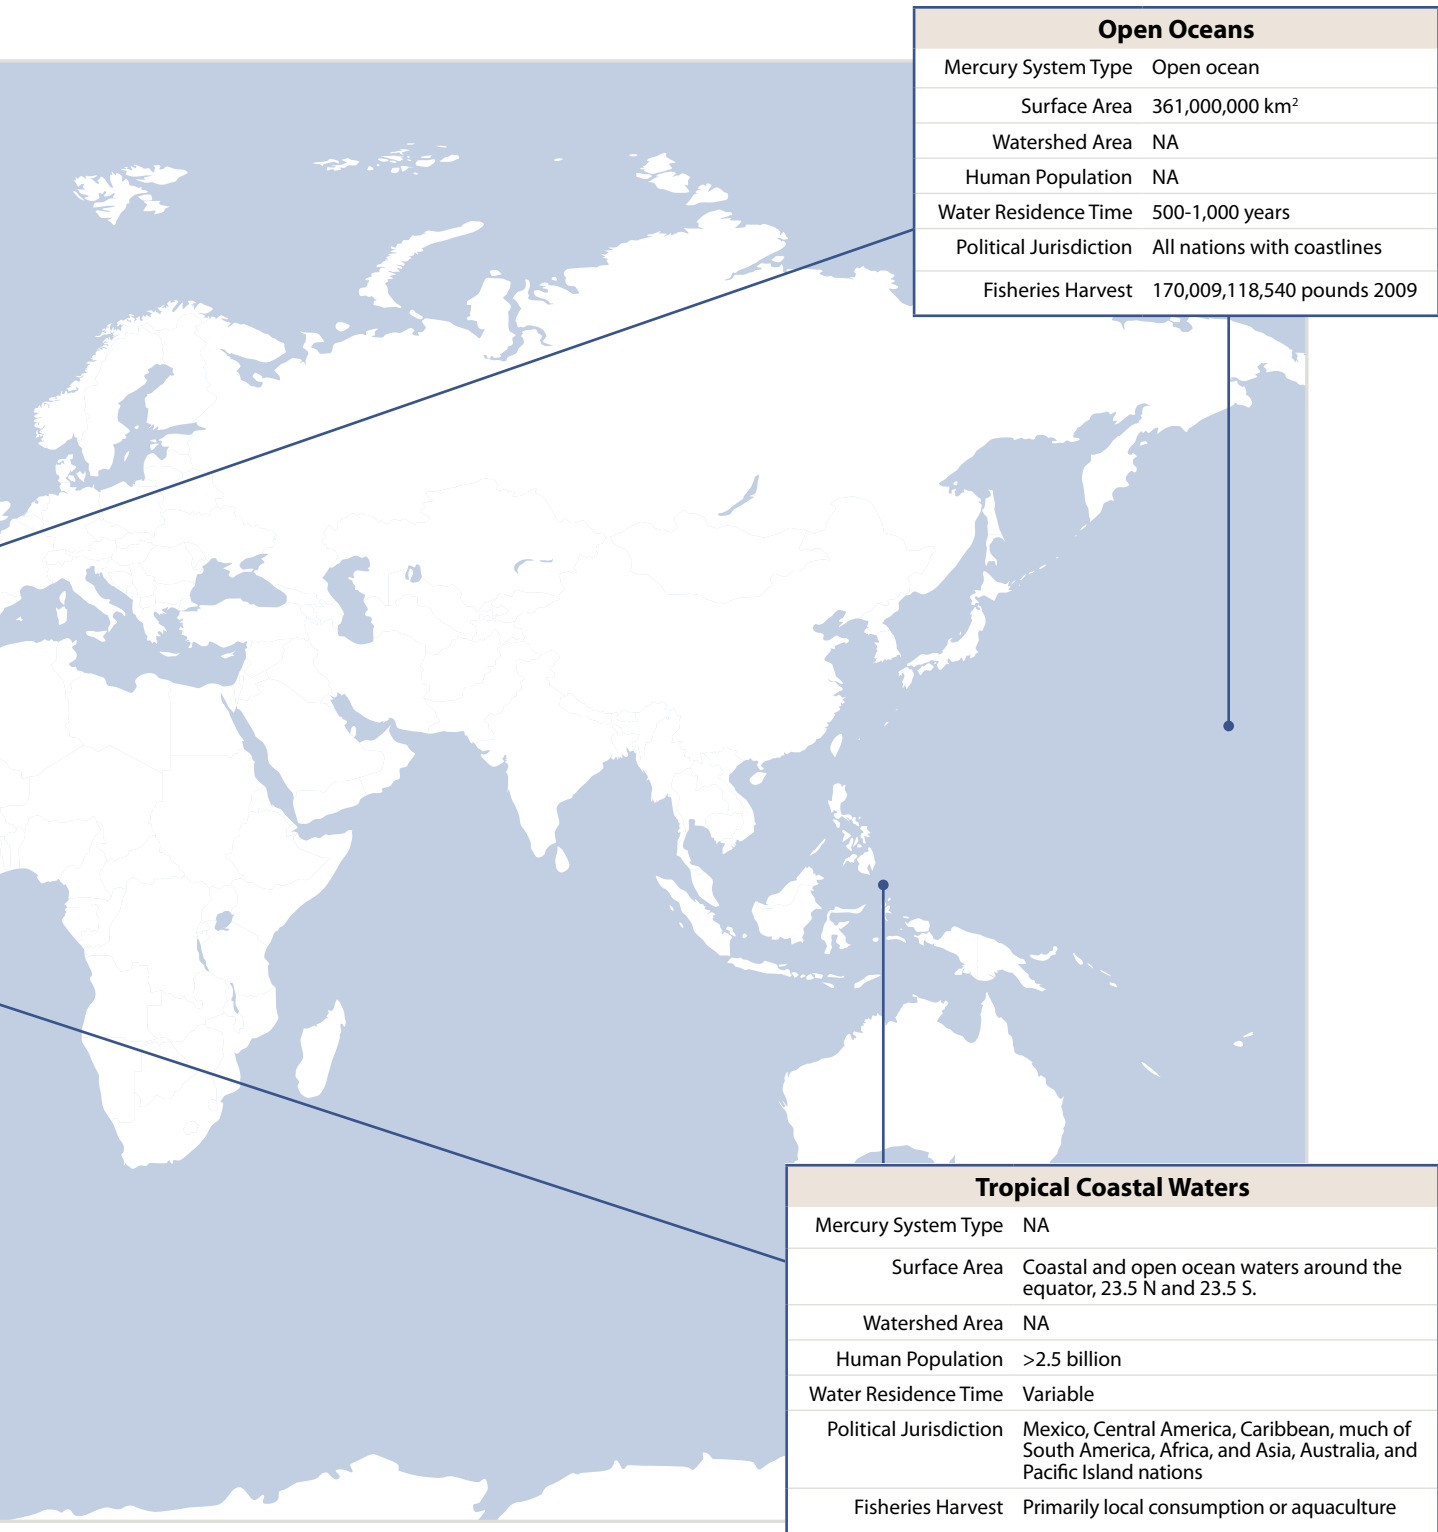 Open Oceans
Mercury System Type Open ocean
Surface Area 361,000,000 km²
Watershed Area NA
Human Population NA
Water Residence Time 500-1,000 years
Political Jurisdiction All nations with coastlines
Fisheries Harvest 170,009,118,540 pounds 2009
Tropical Coastal Waters
Mercury System Type NA
Surface Area Coastal and open ocean waters around the
equator, 23.5 N and 23.5 S.
Watershed Area NA
Human Population >2.5 billion
Water Residence Time Variable
Political Jurisdiction Mexico, Central America, Caribbean, much of
South America, Africa, and Asia, Australia, and
Pacific Island nations
Fisheries Harvest Primarily local consumption or aquaculture